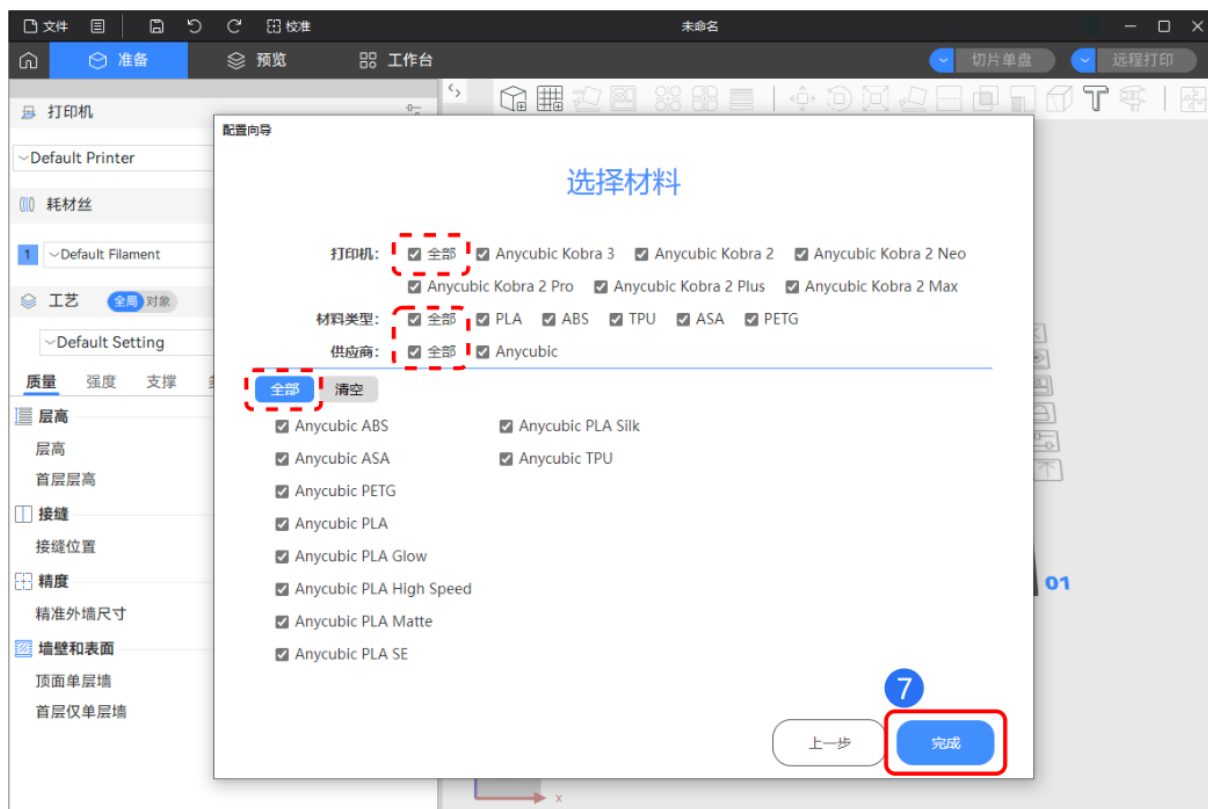 文件 校准 未命名
准备 预览 工作台 切片单盘 远程打印
打印机
Default Printer
耗材丝
1 Default Filament
工艺 全局 对象
Default Setting
质量 强度 支撑
层高
层高
首层层高
接缝
接缝位置
精度
精准外墙尺寸
墙壁和表面
顶面单层墙
首层仅单层墙
配置向导
选择材料
打印机: 全部 Anycubic Kobra 3 Anycubic Kobra 2 Anycubic Kobra 2 Neo
Anycubic Kobra 2 Pro Anycubic Kobra 2 Plus Anycubic Kobra 2 Max
材料类型: 全部 PLA ABS TPU ASA PETG
供应商: 全部 Anycubic
全部 清空
Anycubic ABS Anycubic PLA Silk
Anycubic ASA Anycubic TPU
Anycubic PETG
Anycubic PLA
Anycubic PLA Glow
Anycubic PLA High Speed
Anycubic PLA Matte
Anycubic PLA SE
7
上一步 完成
01
x